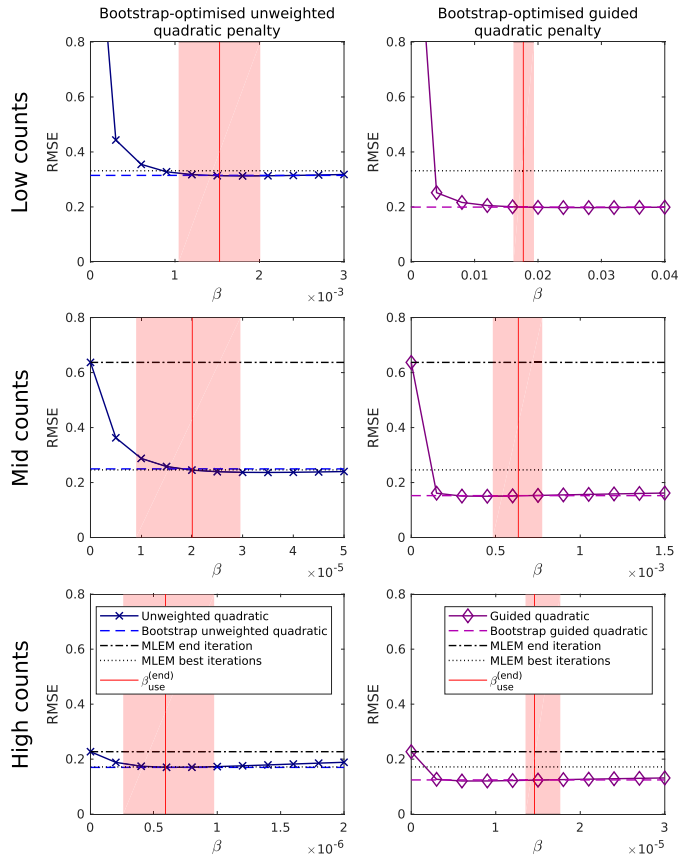 Bootstrap-optimised unweighted
quadratic penalty
Bootstrap-optimised guided
quadratic penalty
Low counts
RMSE
0.8
0.6
0.4
0.2
0
0 1 2 3
β
×10⁻³
RMSE
0.8
0.6
0.4
0.2
0
0 0.01 0.02 0.03 0.04
β
Mid counts
RMSE
0.8
0.6
0.4
0.2
0
0 1 2 3 4 5
β
×10⁻⁵
RMSE
0.8
0.6
0.4
0.2
0
0 0.5 1 1.5
β
×10⁻³
High counts
RMSE
0.8
0.6
0.4
0.2
0
Unweighted quadratic
Bootstrap unweighted quadratic
MLEM end iteration
MLEM best iterations
β(end)use
0 0.5 1 1.5 2
β
×10⁻⁶
RMSE
0.8
0.6
0.4
0.2
0
Guided quadratic
Bootstrap guided quadratic
MLEM end iteration
MLEM best iterations
β(end)use
0 1 2 3
β
×10⁻⁵